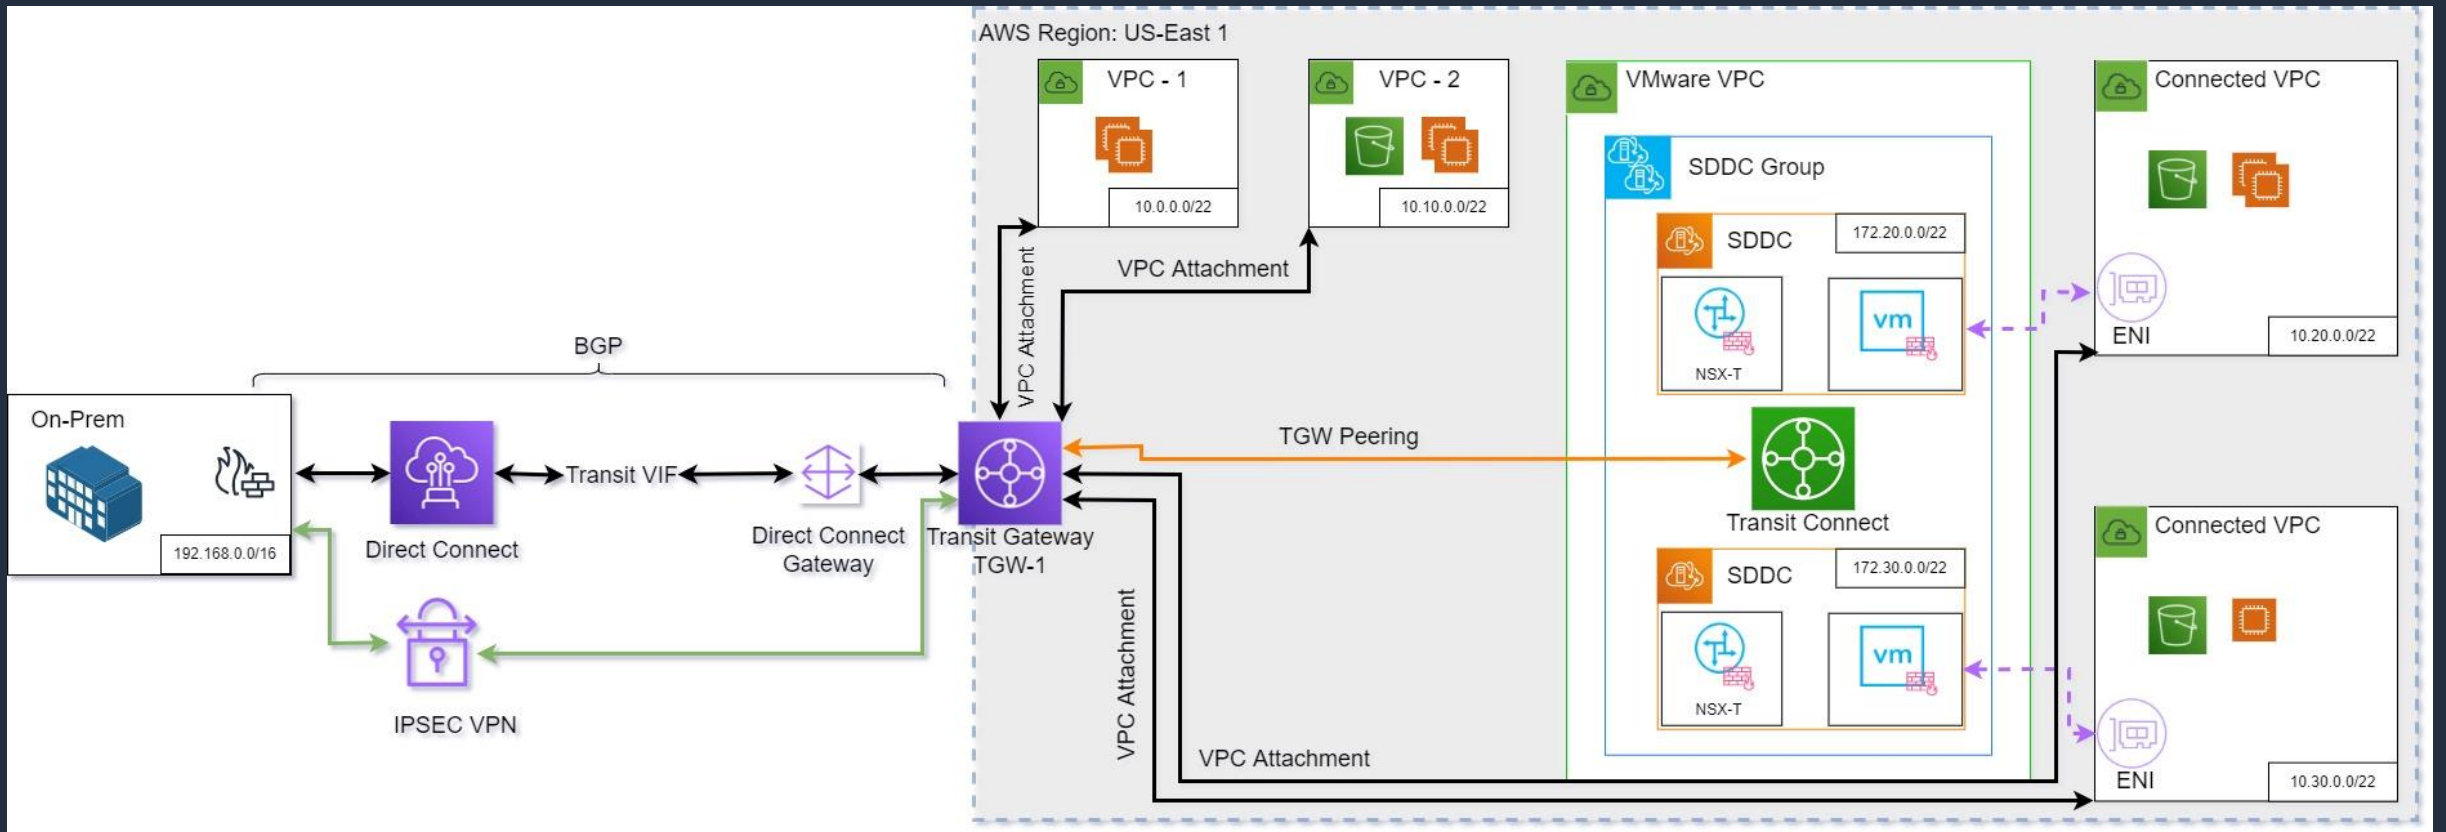 AWS Region: US-East 1
VPC - 1
10.0.0.0/22
VPC - 2
10.10.0.0/22
VMware VPC
SDDC Group
SDDC
172.20.0.0/22
NSX-T
vm
Connected VPC
ENI
10.20.0.0/22
VPC Attachment
VPC Attachment
BGP
On-Prem
192.168.0.0/16
Direct Connect
Transit VIF
Direct Connect
Gateway
Transit Gateway
TGW-1
TGW Peering
Transit Connect
IPSEC VPN
VPC Attachment
VPC Attachment
SDDC
172.30.0.0/22
NSX-T
vm
Connected VPC
ENI
10.30.0.0/22